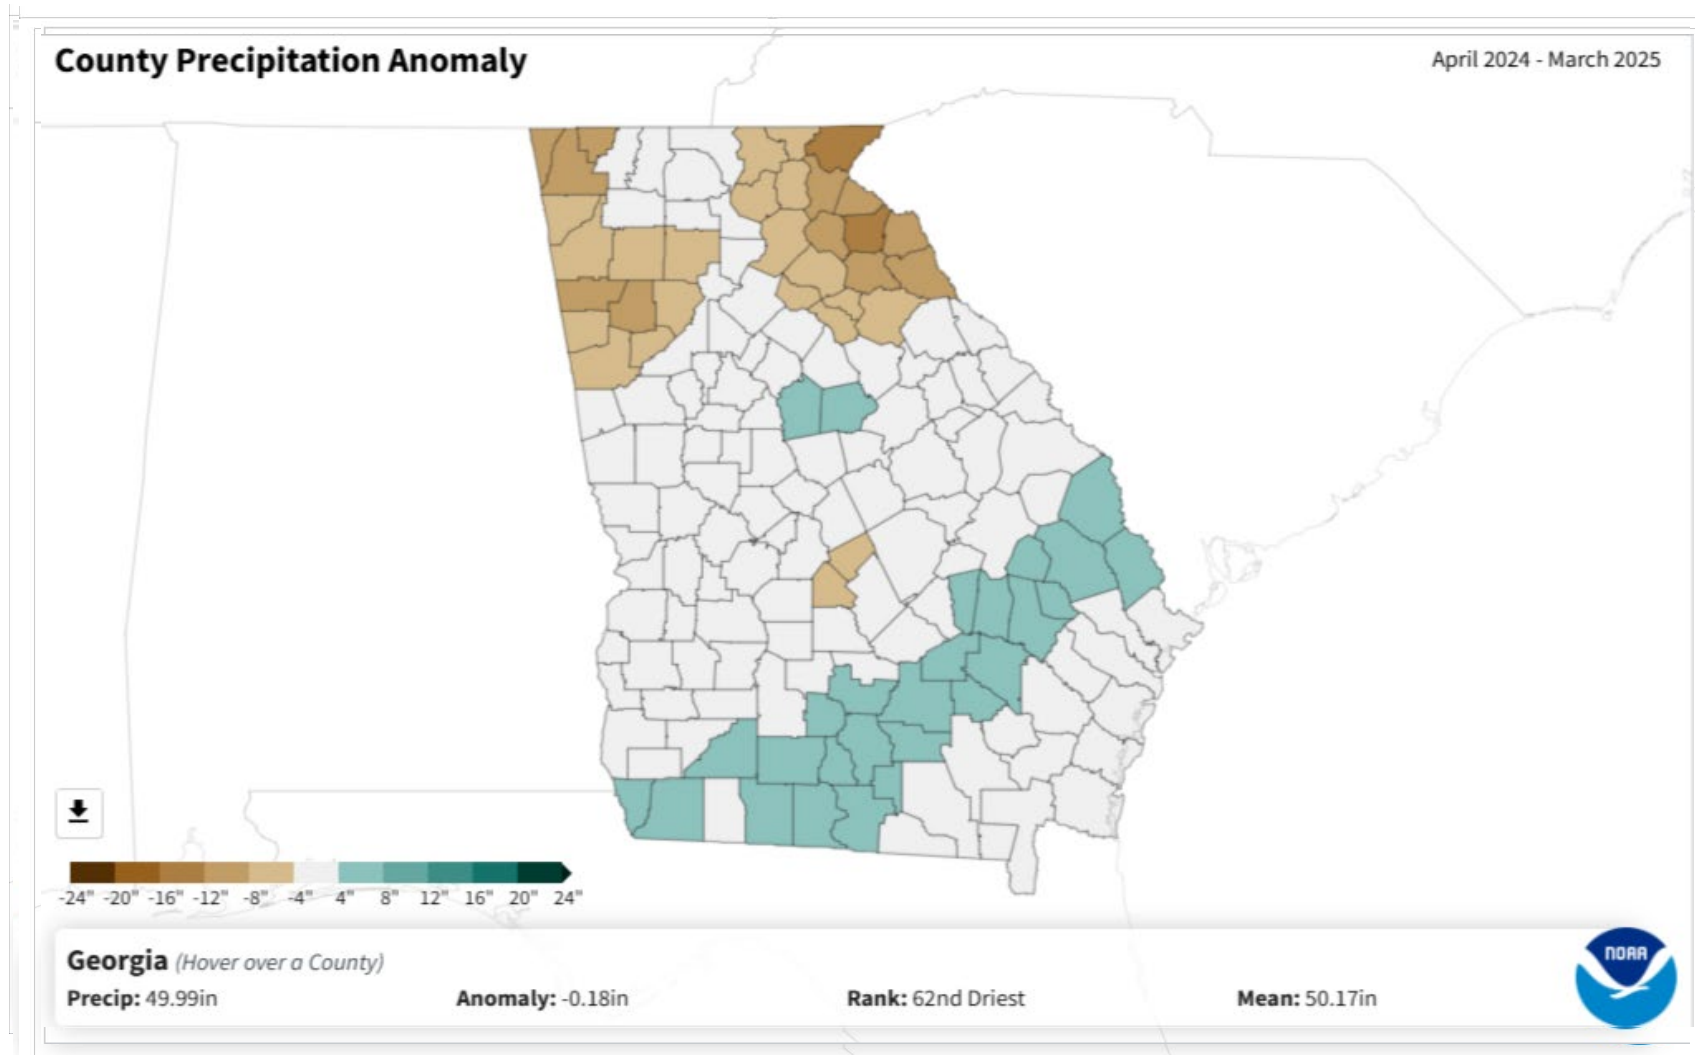 County Precipitation Anomaly
April 2024 - March 2025
-24" -20" -16" -12" -8" -4" 4" 8" 12" 16" 20" 24"
Georgia (Hover over a County)
Precip: 49.99in Anomaly: -0.18in Rank: 62nd Driest Mean: 50.17in
NOAA